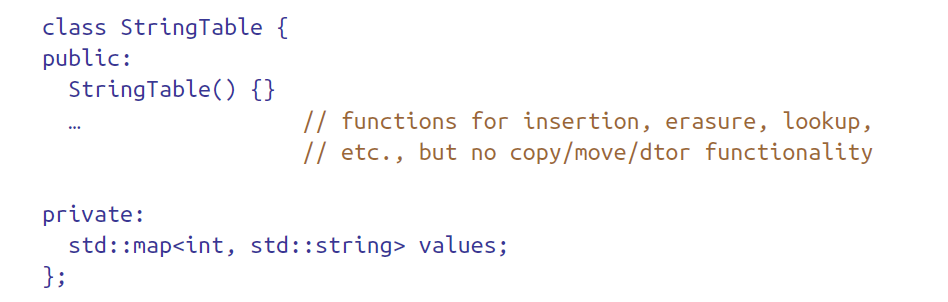 class StringTable {
public:
  StringTable() {}
  …                 // functions for insertion, erasure, lookup,
                    // etc., but no copy/move/dtor functionality
private:
  std::map<int, std::string> values;
};